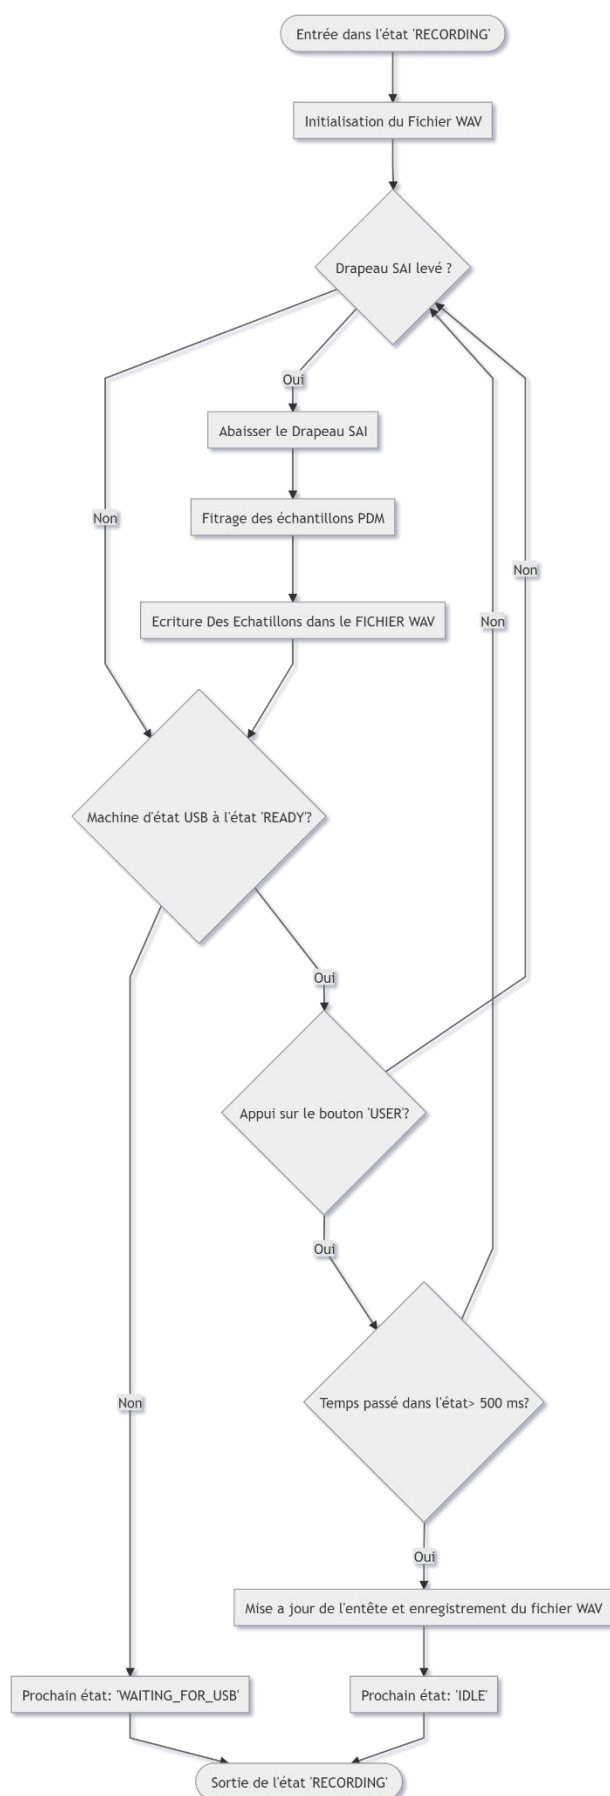 Entrée dans l'état 'RECORDING'
Initialisation du Fichier WAV
Drapeau SAI levé ?
Oui
Abaisser le Drapeau SAI
Non
Fitrage des échantillons PDM
Non
Ecriture Des Echatillons dans le FICHIER WAV
Non
Machine d'état USB à l'état 'READY'?
Oui
Appui sur le bouton 'USER'?
Oui
Non
Temps passé dans l'état> 500 ms?
Oui
Mise a jour de l'entête et enregistrement du fichier WAV
Prochain état: 'WAITING_FOR_USB'
Prochain état: 'IDLE'
Sortie de l'état 'RECORDING'